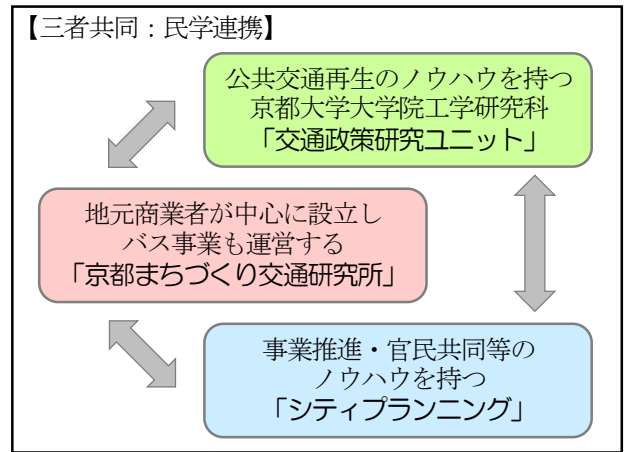 【三者共同：民学連携】
公共交通再生のノウハウを持つ
京都大学大学院工学研究科
「交通政策研究ユニット」
地元商業者が中心に設立し
バス事業も運営する
「京都まちづくり交通研究所」
事業推進・官民共同等の
ノウハウを持つ
「シティプランニング」